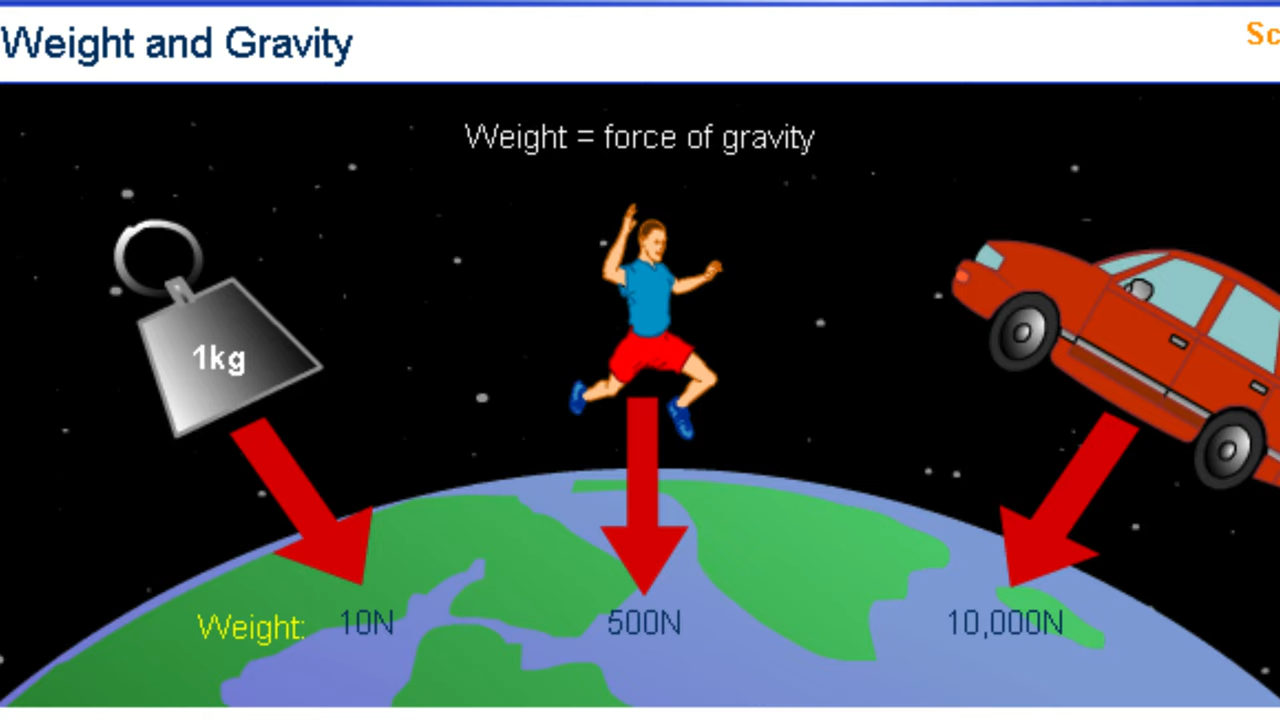 Weight and Gravity
Sc
Weight = force of gravity
1kg
Weight: 10N 500N 10,000N